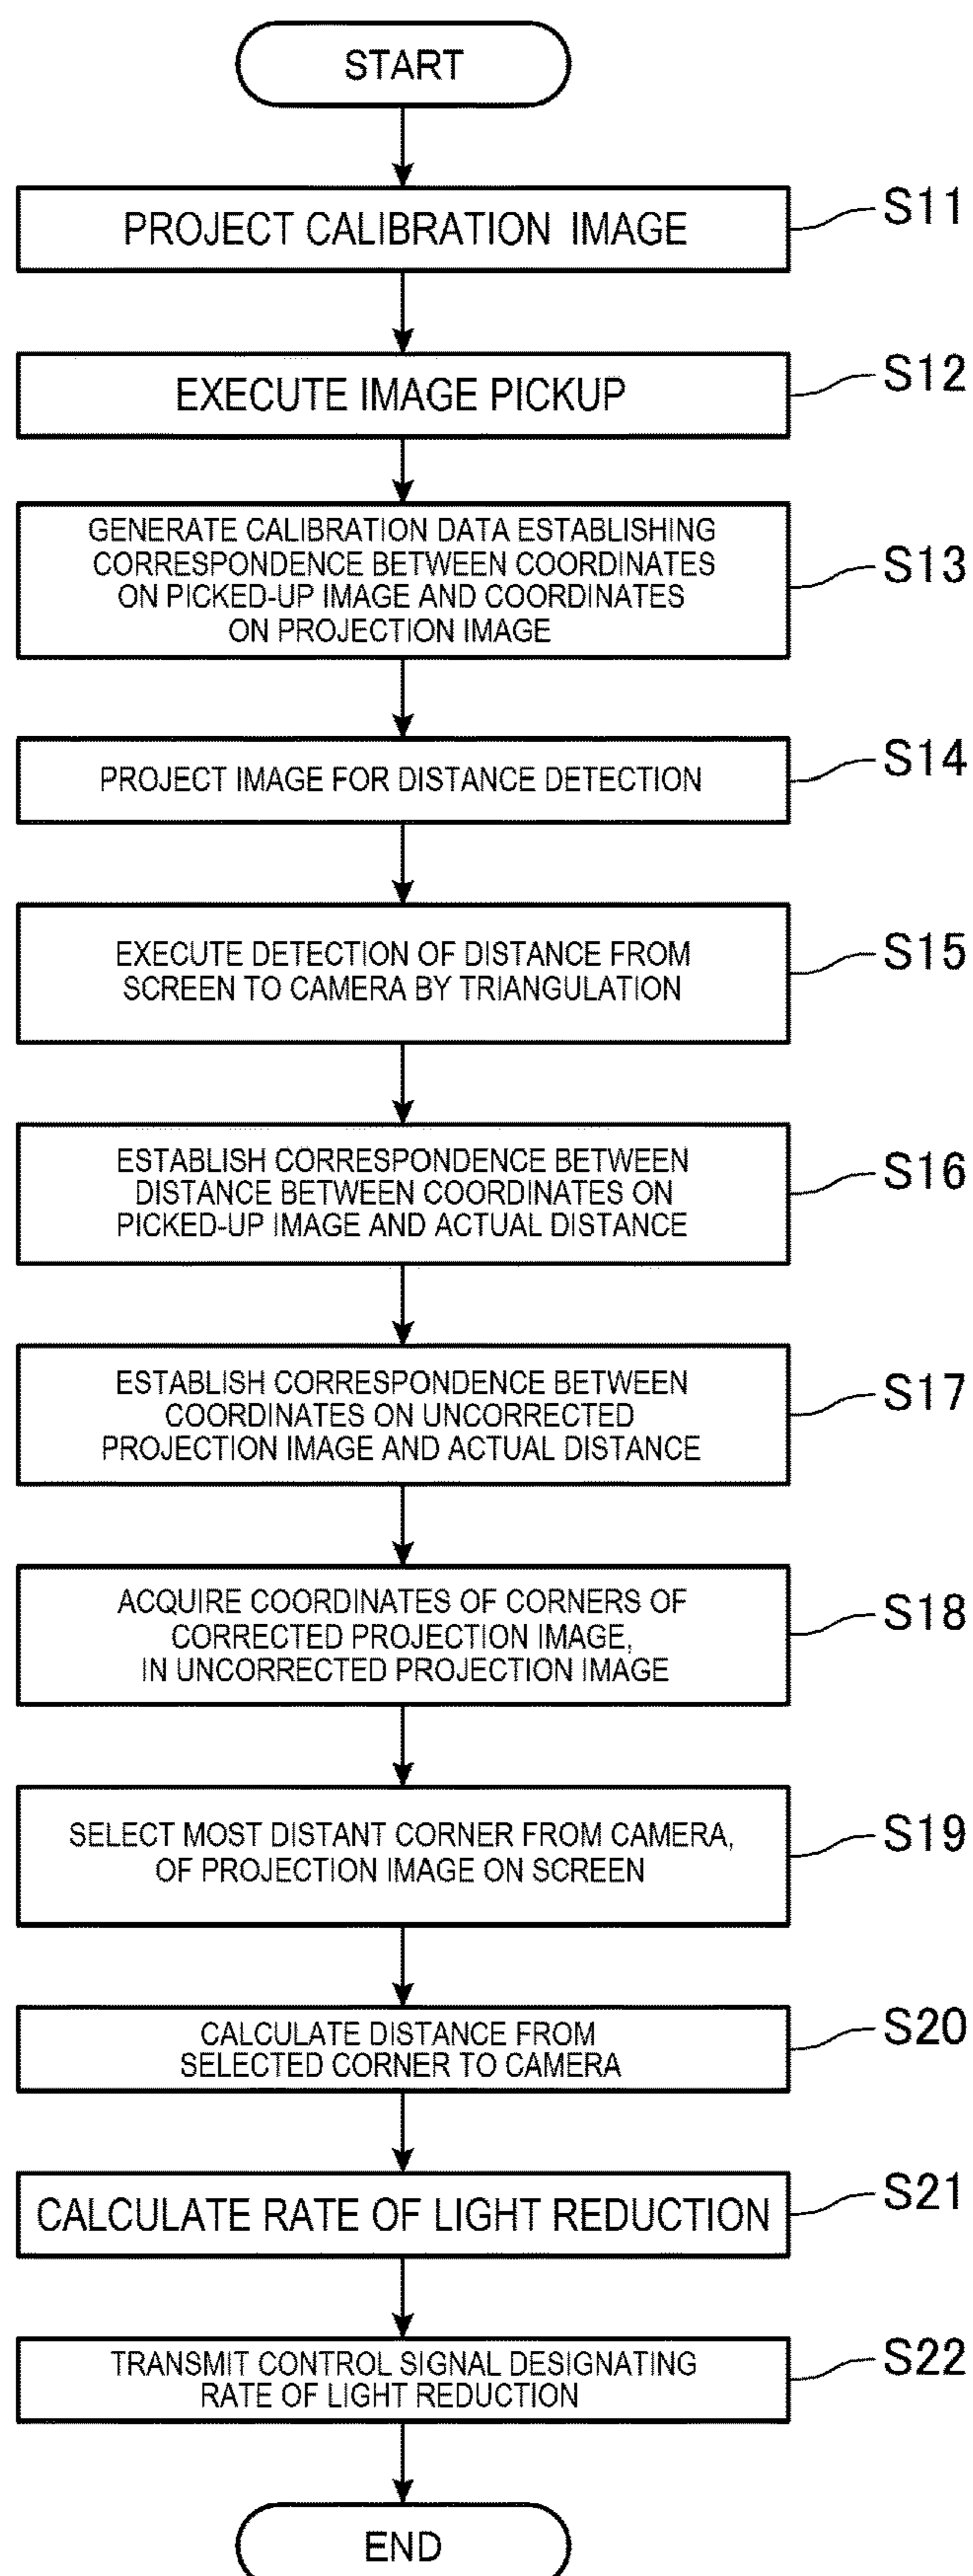 START
PROJECT CALIBRATION IMAGE
S11
EXECUTE IMAGE PICKUP
S12
GENERATE CALIBRATION DATA ESTABLISHING
CORRESPONDENCE BETWEEN COORDINATES
ON PICKED-UP IMAGE AND COORDINATES
ON PROJECTION IMAGE
S13
PROJECT IMAGE FOR DISTANCE DETECTION
S14
EXECUTE DETECTION OF DISTANCE FROM
SCREEN TO CAMERA BY TRIANGULATION
S15
ESTABLISH CORRESPONDENCE BETWEEN
DISTANCE BETWEEN COORDINATES ON
PICKED-UP IMAGE AND ACTUAL DISTANCE
S16
ESTABLISH CORRESPONDENCE BETWEEN
COORDINATES ON UNCORRECTED
PROJECTION IMAGE AND ACTUAL DISTANCE
S17
ACQUIRE COORDINATES OF CORNERS OF
CORRECTED PROJECTION IMAGE,
IN UNCORRECTED PROJECTION IMAGE
S18
SELECT MOST DISTANT CORNER FROM CAMERA,
OF PROJECTION IMAGE ON SCREEN
S19
CALCULATE DISTANCE FROM
SELECTED CORNER TO CAMERA
S20
CALCULATE RATE OF LIGHT REDUCTION
S21
TRANSMIT CONTROL SIGNAL DESIGNATING
RATE OF LIGHT REDUCTION
S22
END